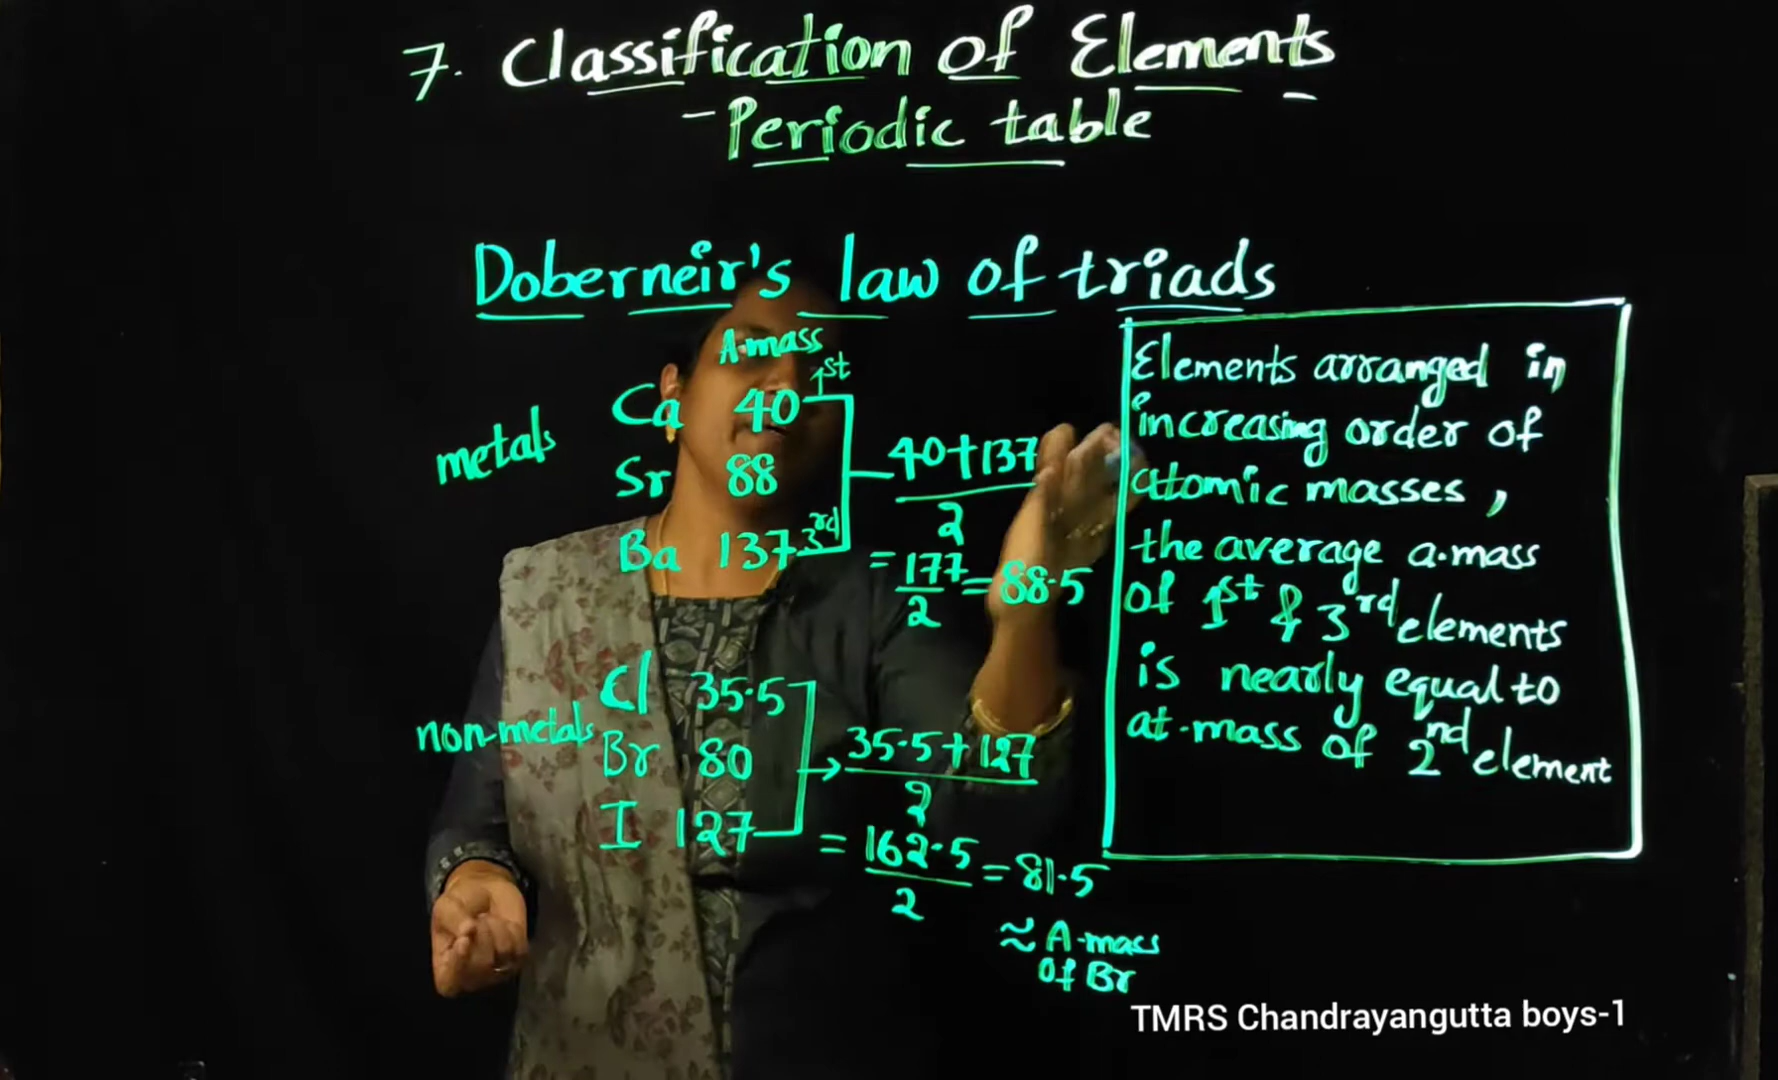 7. Classification of Elements
- Periodic table
Doberneir's law of triads
A.mass
metals
Ca 40 1st
Sr 88
Ba 137 3rd
40+137
2
= 177 = 88.5
2
non-metals
Cl 35.5
Br 80
I 127
→ 35.5+127
2
= 162.5 = 81.5
2
≈ A.mass
of Br
Elements arranged in
increasing order of
atomic masses,
the average a.mass
of 1st & 3rd elements
is nearly equal to
at.mass of 2nd element
TMRS Chandrayangutta boys-1